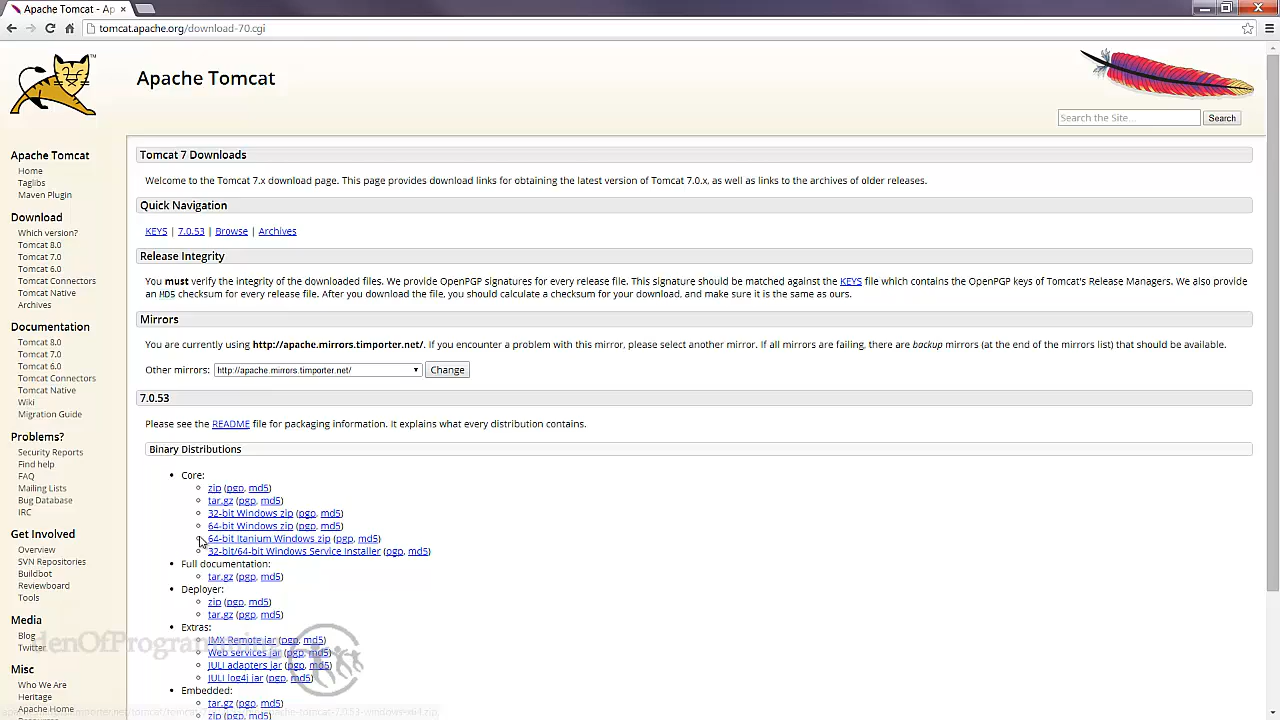 Apache Tomcat - Ap
tomcat.apache.org/download-70.cgi
TM
Apache Tomcat
Search the Site...
Search
Apache Tomcat
Home
Taglibs
Maven Plugin
Download
Which version?
Tomcat 8.0
Tomcat 7.0
Tomcat 6.0
Tomcat Connectors
Tomcat Native
Archives
Documentation
Tomcat 8.0
Tomcat 7.0
Tomcat 6.0
Tomcat Connectors
Tomcat Native
Wiki
Migration Guide
Problems?
Security Reports
Find help
FAQ
Mailing Lists
Bug Database
IRC
Get Involved
Overview
SVN Repositories
Buildbot
Reviewboard
Tools
Media
Blog
Twitter
Misc
Who We Are
Heritage
Apache Home
Resources
Tomcat 7 Downloads
Welcome to the Tomcat 7.x download page. This page provides download links for obtaining the latest version of Tomcat 7.0.x, as well as links to the archives of older releases.
Quick Navigation
KEYS | 7.0.53 | Browse | Archives
Release Integrity
You must verify the integrity of the downloaded files. We provide OpenPGP signatures for every release file. This signature should be matched against the KEYS file which contains the OpenPGP keys of Tomcat's Release Managers. We also provide
an MD5 checksum for every release file. After you download the file, you should calculate a checksum for your download, and make sure it is the same as ours.
Mirrors
You are currently using http://apache.mirrors.timporter.net/. If you encounter a problem with this mirror, please select another mirror. If all mirrors are failing, there are backup mirrors (at the end of the mirrors list) that should be available.
Other mirrors: http://apache.mirrors.timporter.net/ Change
7.0.53
Please see the README file for packaging information. It explains what every distribution contains.
Binary Distributions
Core:
zip (pgp, md5)
tar.gz (pgp, md5)
32-bit Windows zip (pgp, md5)
64-bit Windows zip (pgp, md5)
64-bit Itanium Windows zip (pgp, md5)
32-bit/64-bit Windows Service Installer (pgp, md5)
Full documentation:
tar.gz (pgp, md5)
Deployer:
zip (pgp, md5)
tar.gz (pgp, md5)
Extras:
JMX Remote jar (pgp, md5)
Web services jar (pgp, md5)
JULI adapters jar (pgp, md5)
JULI log4j jar (pgp, md5)
Embedded:
tar.gz (pgp, md5)
zip (pgp, md5)